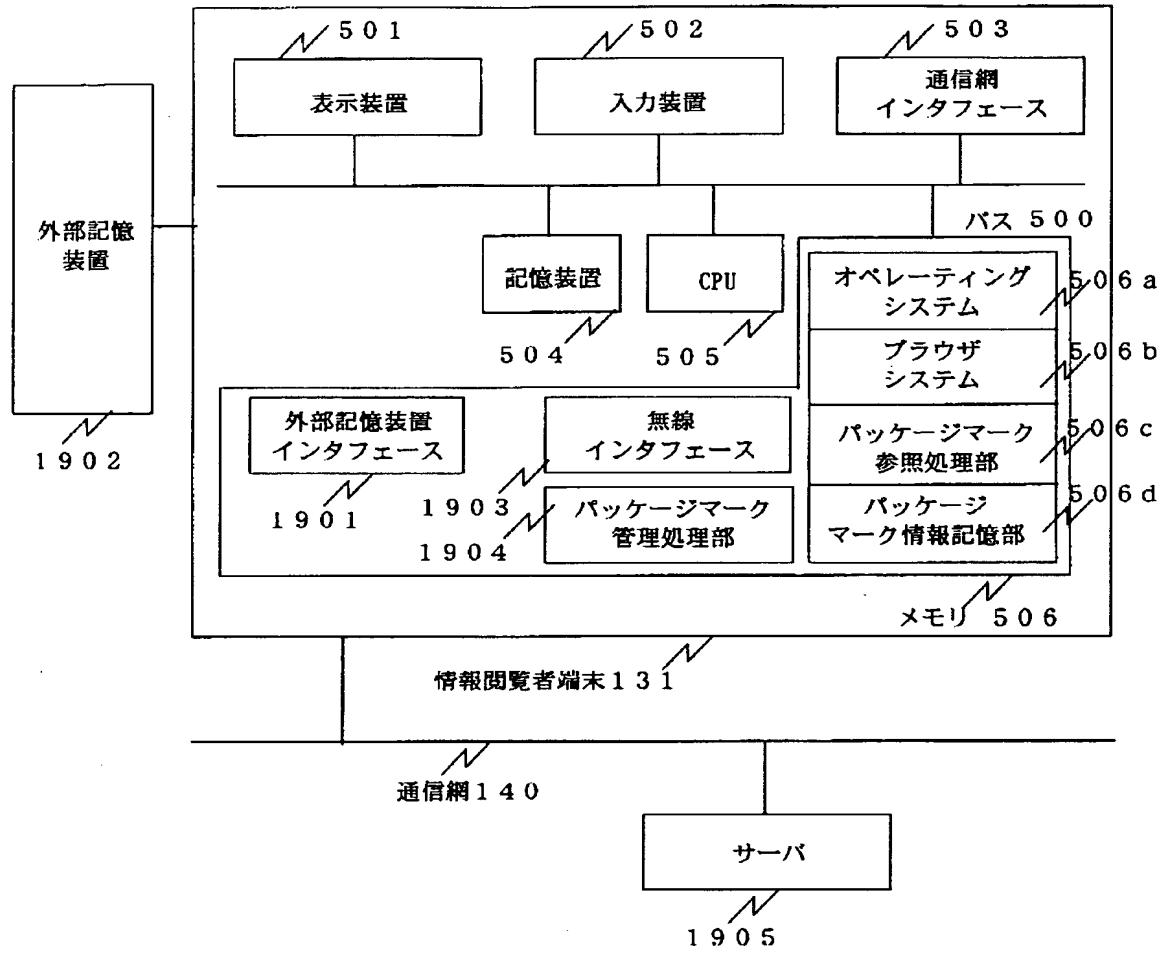 ５０１
５０２
５０３
表示装置
入力装置
通信網
インタフェース
外部記憶
装置
バス ５００
記憶装置
CPU
オペレーティング
システム
５０６a
５０４
５０５
ブラウザ
システム
５０６b
外部記憶装置
インタフェース
無線
インタフェース
パッケージマーク
参照処理部
５０６c
１９０２
１９０１
１９０３
１９０４
パッケージマーク
管理処理部
パッケージ
マーク情報記憶部
５０６d
メモリ ５０６
情報閲覧者端末１３１
通信網１４０
サーバ
１９０５